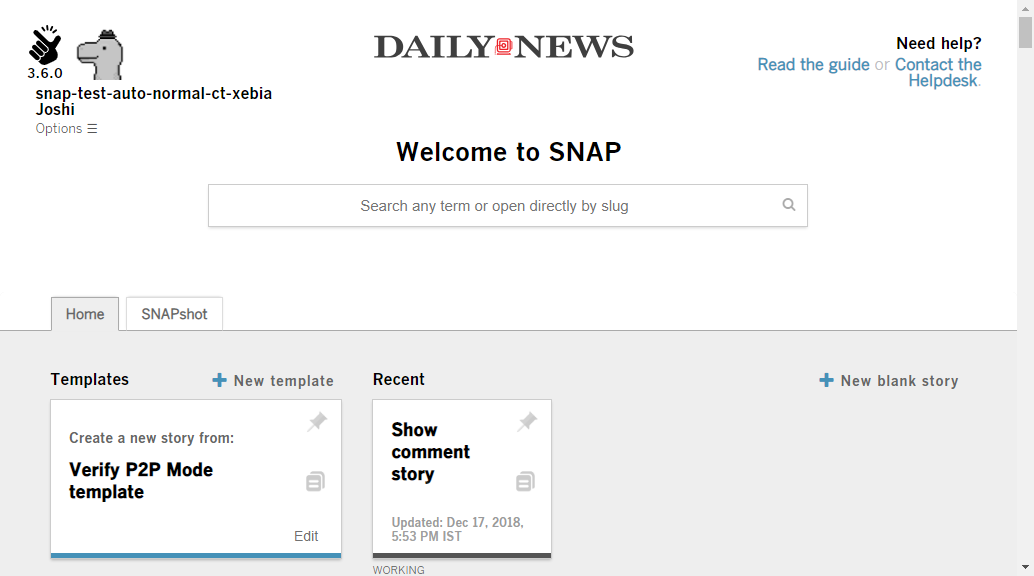 3.6.0
snap-test-auto-normal-ct-xebia
Joshi
Options ☰
DAILY NEWS
Need help?
Read the guide or Contact the
Helpdesk.
Welcome to SNAP
Search any term or open directly by slug
Home
SNAPshot
Templates
+ New template
Create a new story from:
Verify P2P Mode
template
Edit
Recent
Show
comment
story
Updated: Dec 17, 2018,
5:53 PM IST
WORKING
+ New blank story